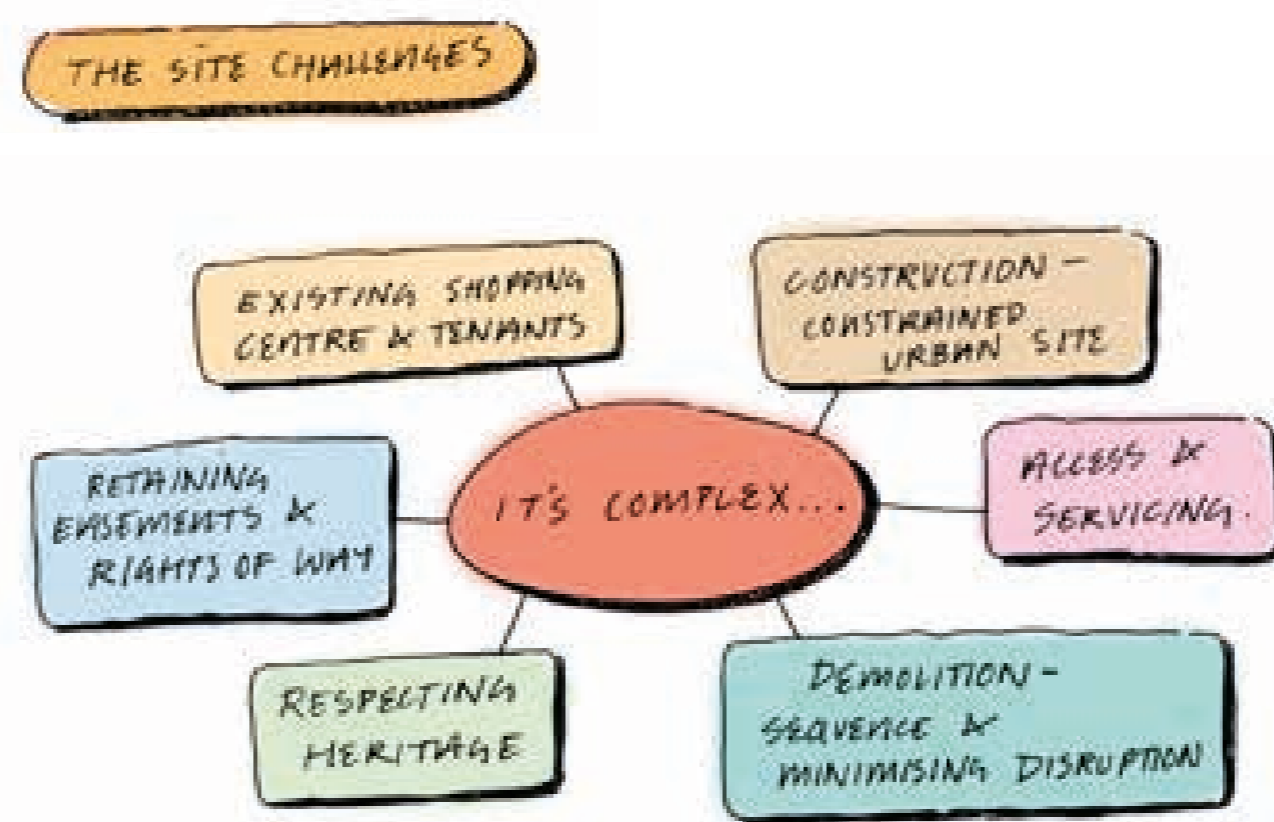 THE SITE CHALLENGES
EXISTING SHOPPING
CENTRE & TENANTS
CONSTRUCTION –
CONSTRAINED
URBAN SITE
RETAINING
EASEMENTS &
RIGHTS OF WAY
IT'S COMPLEX...
ACCESS &
SERVICING.
RESPECTING
HERITAGE
DEMOLITION –
SEQUENCE &
MINIMISING DISRUPTION